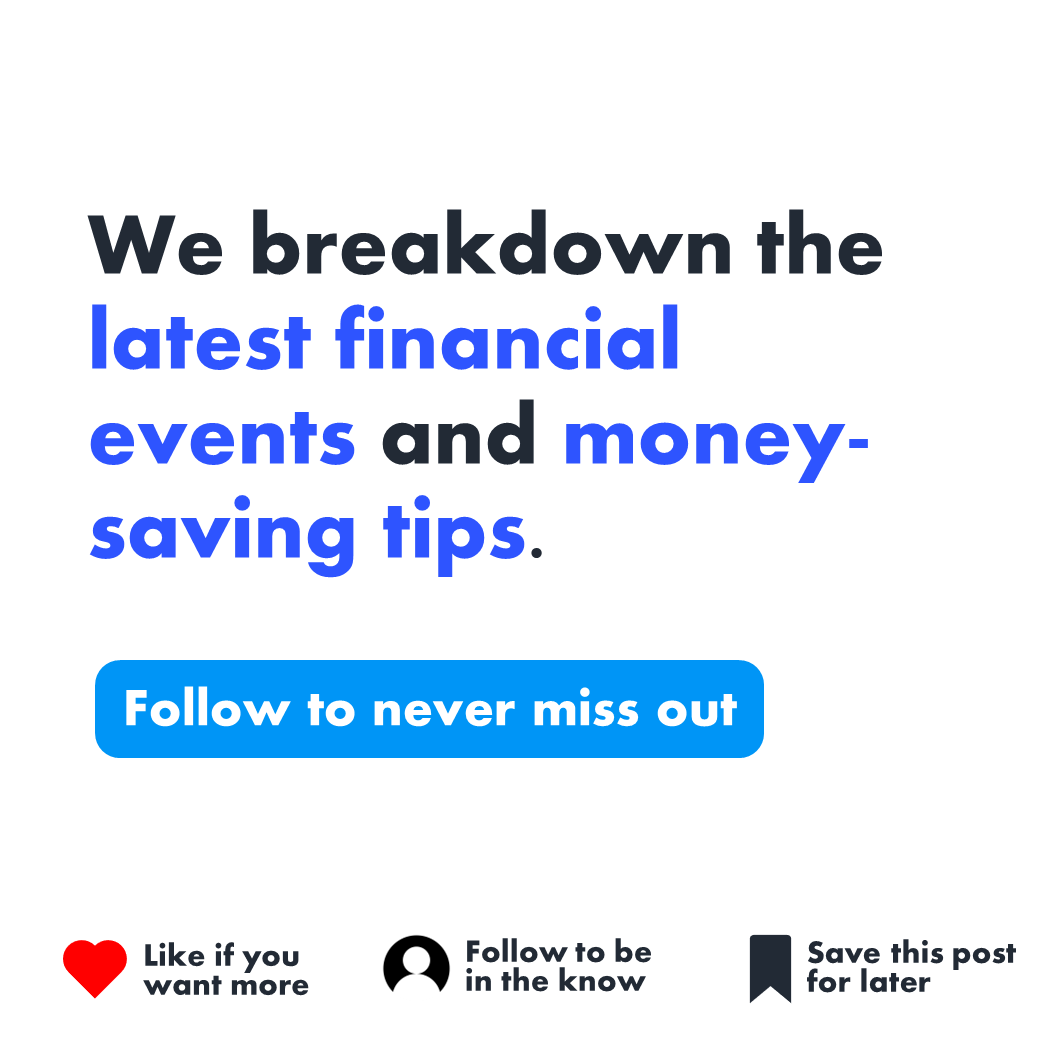 We breakdown the
latest financial
events and money-
saving tips.
Follow to never miss out
Like if you
want more
Follow to be
in the know
Save this post
for later